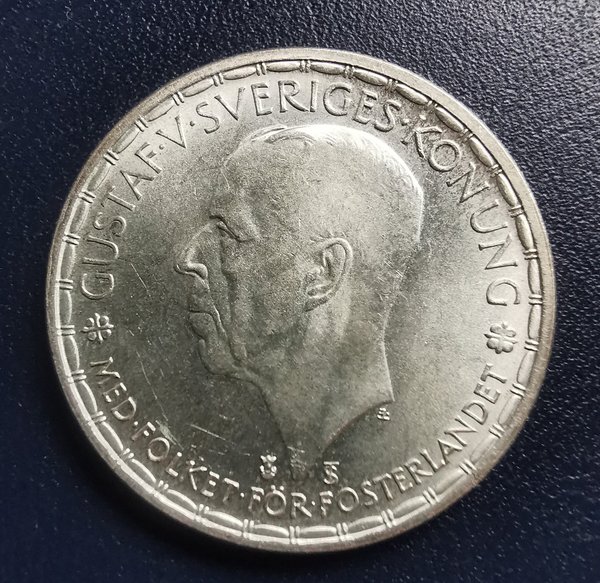 GUSTAF·V·SVERIGES·KONUNG
MED·FOLKET·FÖR·FOSTERLANDET